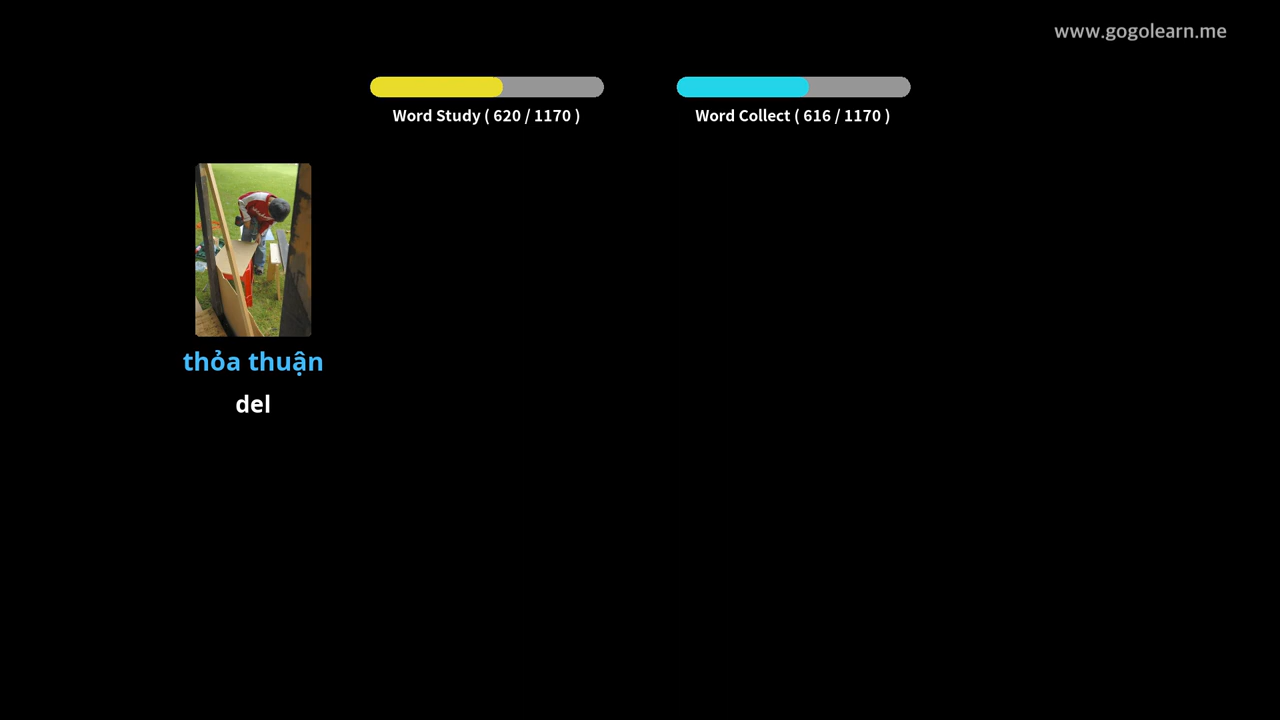 www.gogolearn.me
Word Study ( 620 / 1170 )
Word Collect ( 616 / 1170 )
thỏa thuận
del